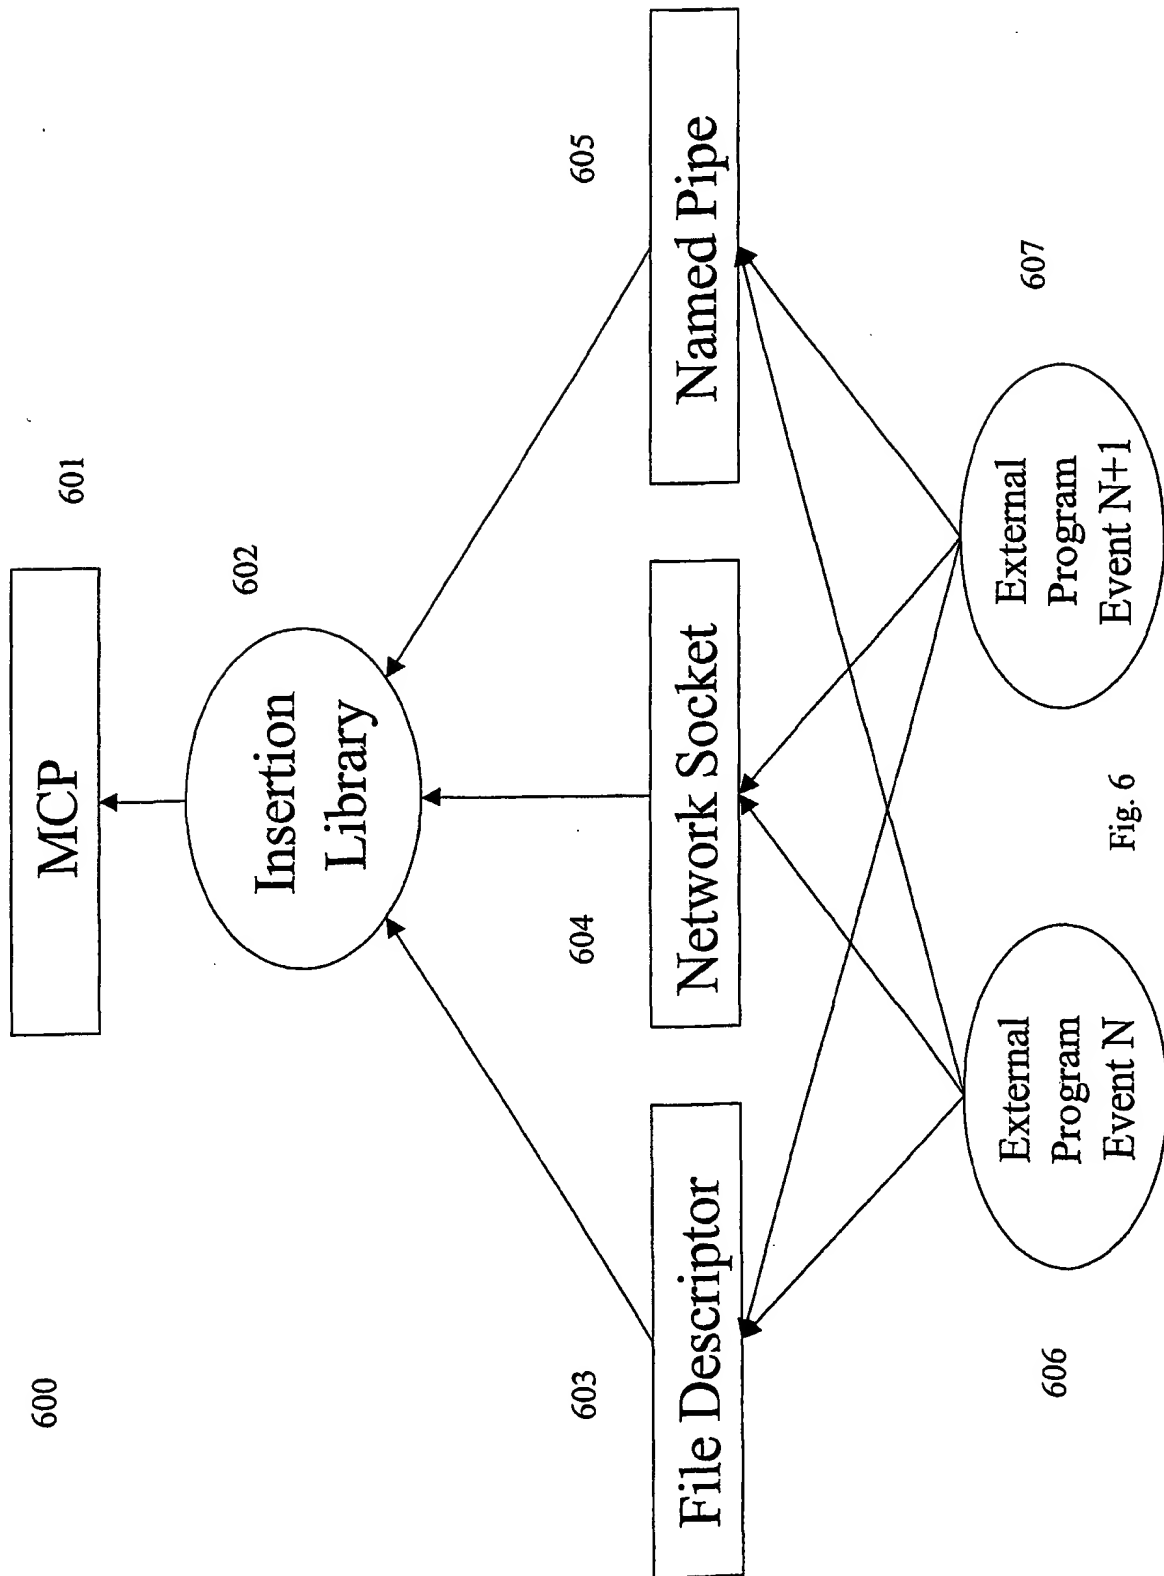 600
MCP
601
Insertion
Library
602
603
604
605
File Descriptor
Network Socket
Named Pipe
606
External
Program
Event N
External
Program
Event N+1
607
Fig. 6